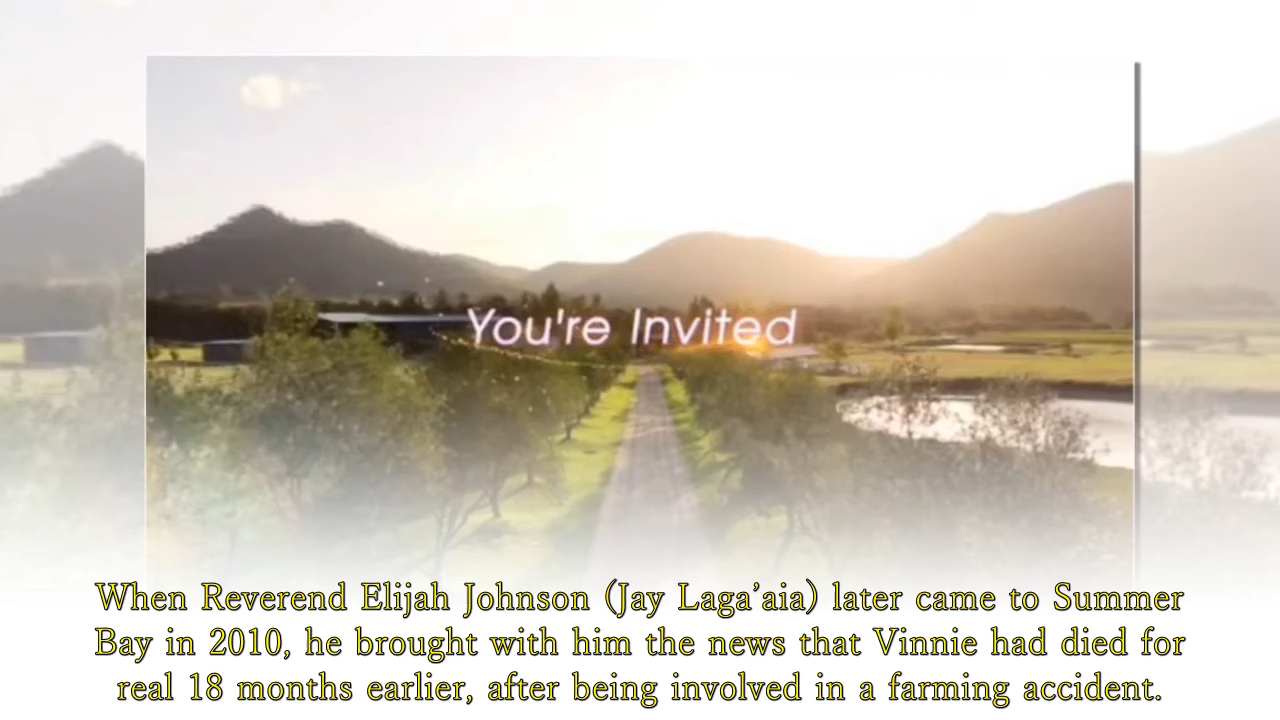 You're Invited
When Reverend Elijah Johnson (Jay Laga’aia) later came to Summer
Bay in 2010, he brought with him the news that Vinnie had died for
real 18 months earlier, after being involved in a farming accident.